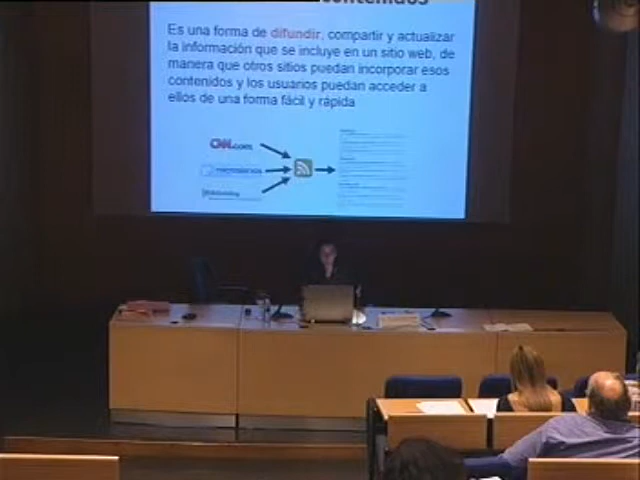 contenidos
Es una forma de difundir, compartir y actualizar
la información que se incluye en un sitio web, de
manera que otros sitios puedan incorporar esos
contenidos y los usuarios puedan acceder a
ellos de una forma fácil y rápida
CNN.com